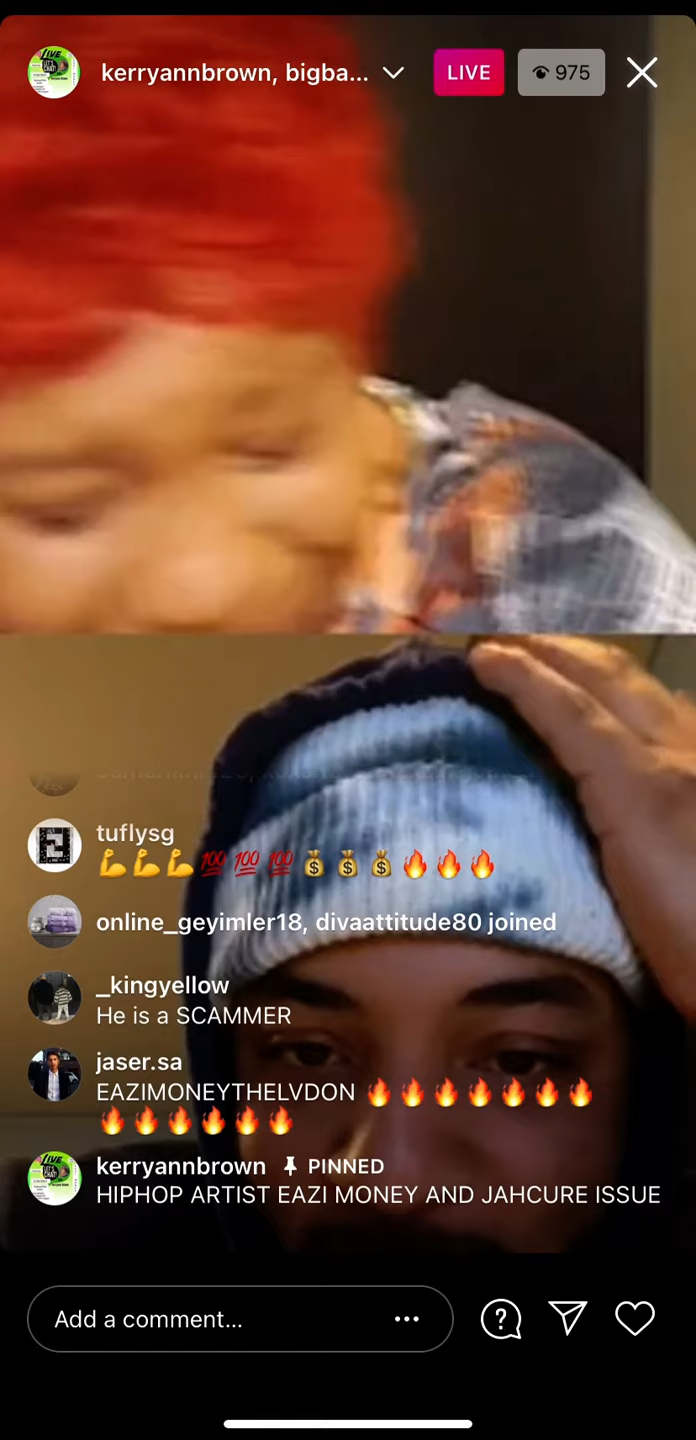 kerryannbrown, bigba...
LIVE
975
tuflysg
💪💪💪💯💯💯💰💰💰🔥🔥🔥
online_geyimler18, divaattitude80 joined
_kingyellow
He is a SCAMMER
jaser.sa
EAZIMONEYTHELVDON 🔥🔥🔥🔥🔥🔥🔥
🔥🔥🔥🔥🔥🔥
kerryannbrown PINNED
HIPHOP ARTIST EAZI MONEY AND JAHCURE ISSUE
Add a comment...